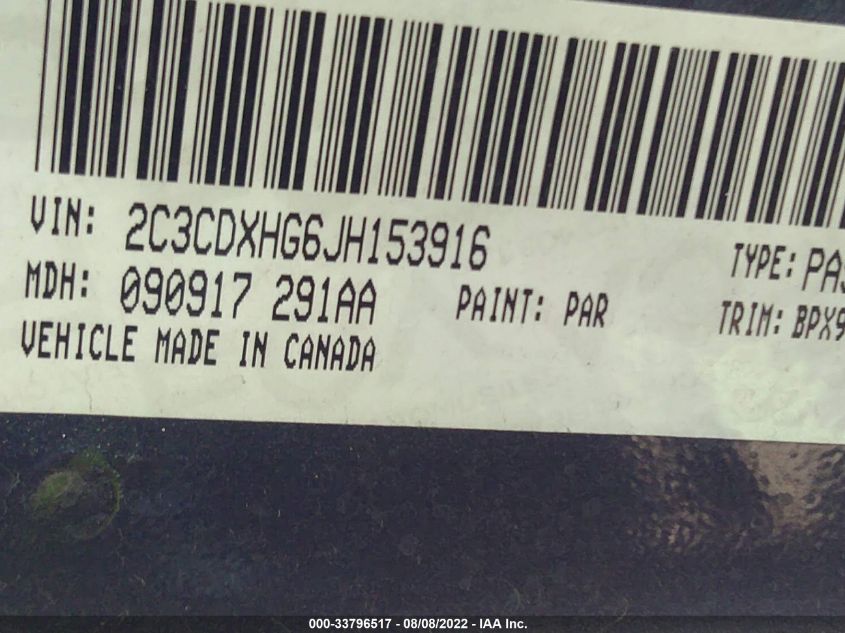 VIN: 2C3CDXHG6JH153916 TYPE:
MDH: 090917 291AA PAINT: PAR TRIM: BPX9
VEHICLE MADE IN CANADA
000-33796517 - 08/08/2022 - IAA Inc.